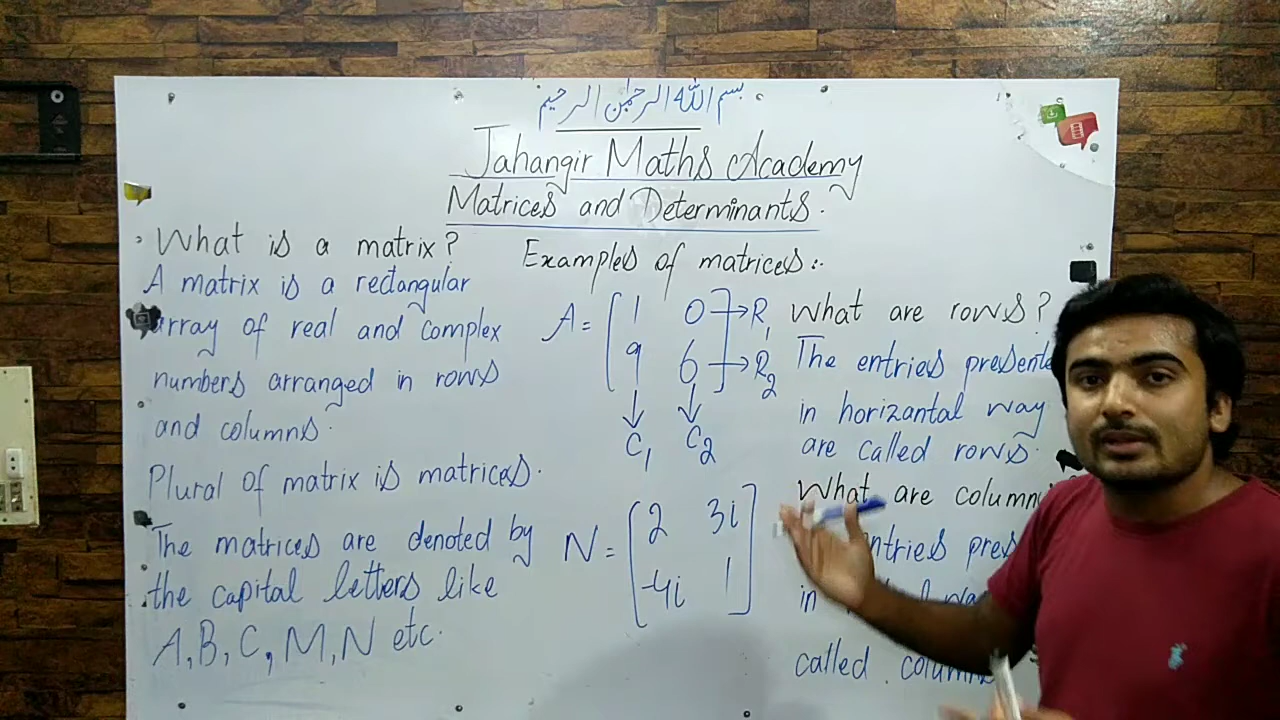 بسم الله الرحمن الرحيم
Jahangir Maths Academy
Matrices and Determinants.
What is a matrix?
A matrix is a rectangular
array of real and complex
numbers arranged in rows
and columns.
Plural of matrix is matrices.
The matrices are denoted by
the capital letters like
A, B, C, M, N etc.
Examples of matrices:.
A = [ 1 0 ] → R₁
[ 9 6 ] → R₂
↓ ↓
C₁ C₂
N = [ 2 3i ]
[ -4i 1 ]
What are rows?
The entries presente
in horizantal way
are called rows.
What are column
ntries pres
in
called columns